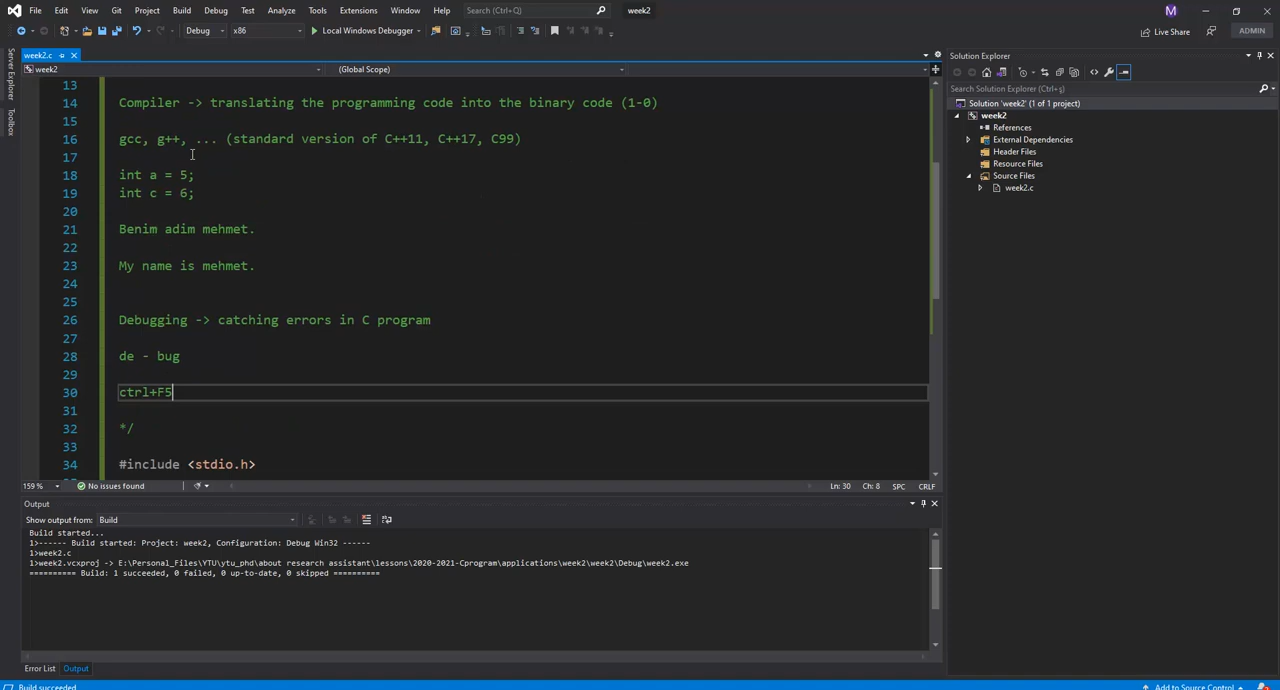 File Edit View Git Project Build Debug Test Analyze Tools Extensions Window Help Search (Ctrl+Q) week2 M
Debug x86 Local Windows Debugger Live Share ADMIN
Server Explorer
Toolbox
week2.c
week2 (Global Scope)
13
14 Compiler -> translating the programming code into the binary code (1-0)
15
16 gcc, g++, ... (standard version of C++11, C++17, C99)
17
18 int a = 5;
19 int c = 6;
20
21 Benim adim mehmet.
22
23 My name is mehmet.
24
25
26 Debugging -> catching errors in C program
27
28 de - bug
29
30 ctrl+F5
31
32 */
33
34 #include <stdio.h>
159 % No issues found Ln: 30 Ch: 8 SPC CRLF
Output
Show output from: Build
Build started...
1>------ Build started: Project: week2, Configuration: Debug Win32 ------
1>week2.c
1>week2.vcxproj -> E:\Personal_Files\YTU\ytu_phd\about research assistant\lessons\2020-2021-Cprogram\applications\week2\week2\Debug\week2.exe
========== Build: 1 succeeded, 0 failed, 0 up-to-date, 0 skipped ==========
Error List Output
Build succeeded Add to Source Control
Solution Explorer
Search Solution Explorer (Ctrl+ş)
Solution 'week2' (1 of 1 project)
week2
References
External Dependencies
Header Files
Resource Files
Source Files
week2.c